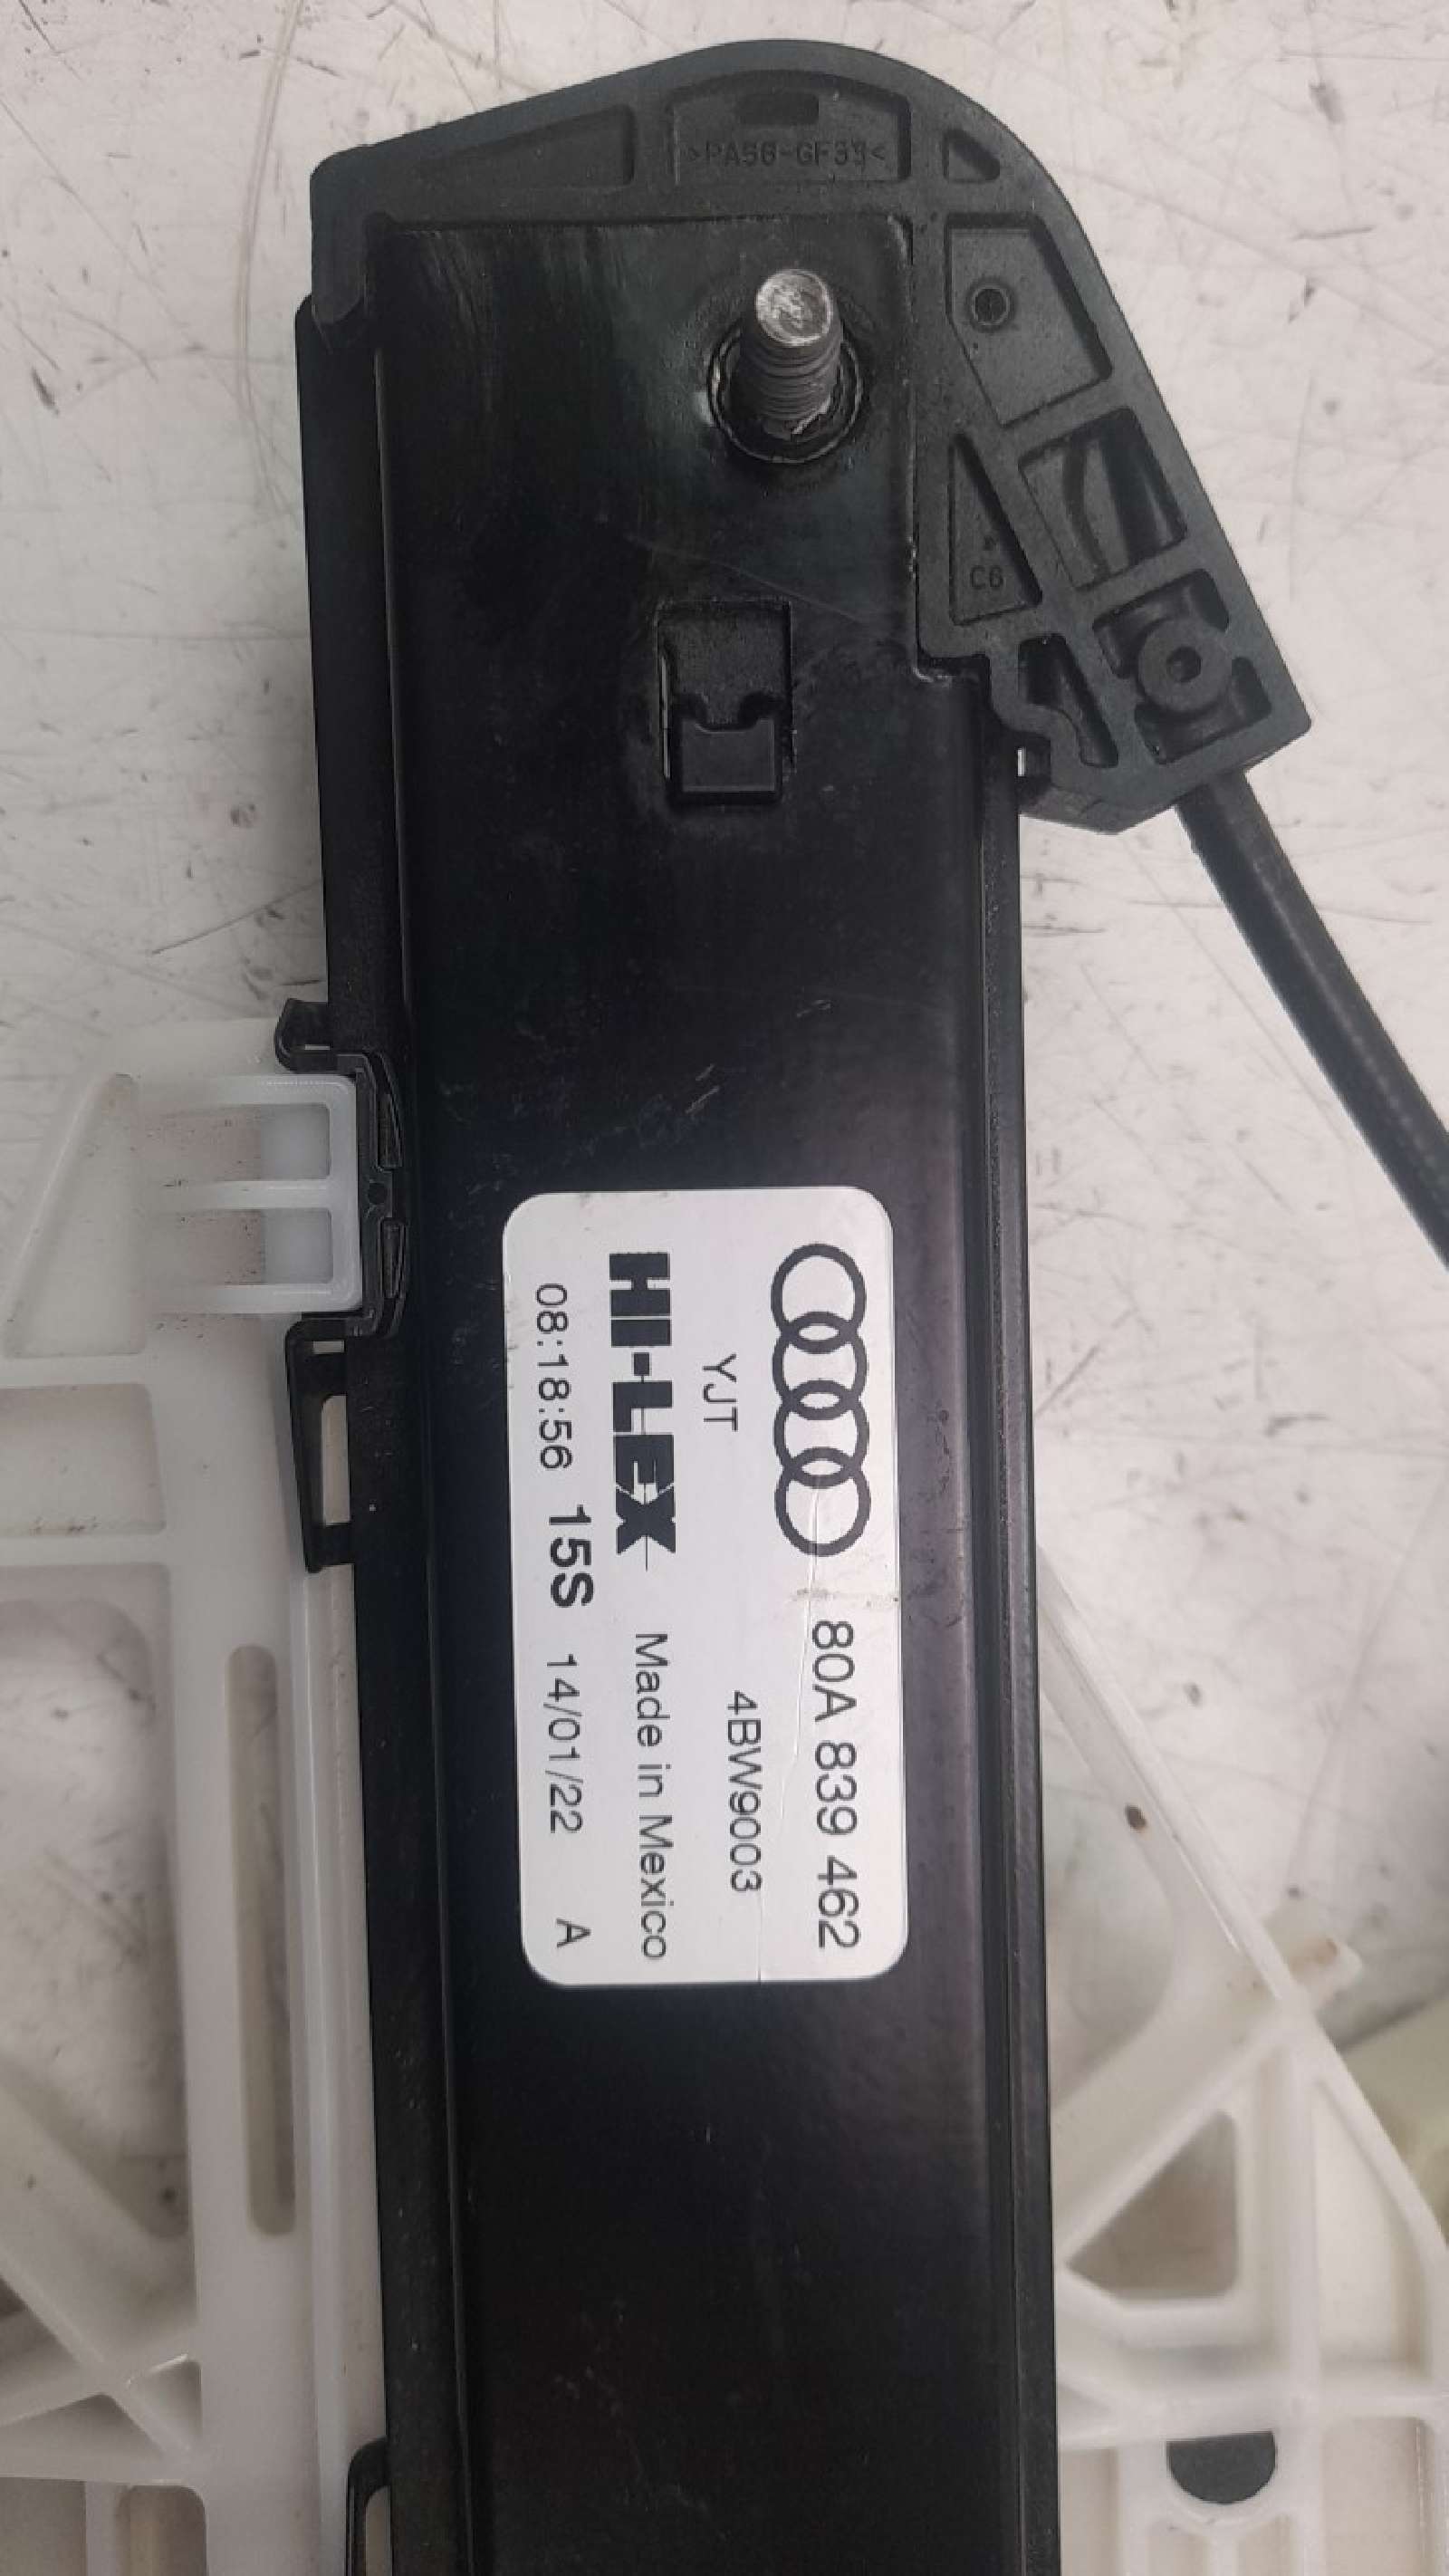 >PA66-GF35<
C6
80A 839 462
YJT 4BW9003
HI-LEX Made in Mexico
08:18:56 15S 14/01/22 A